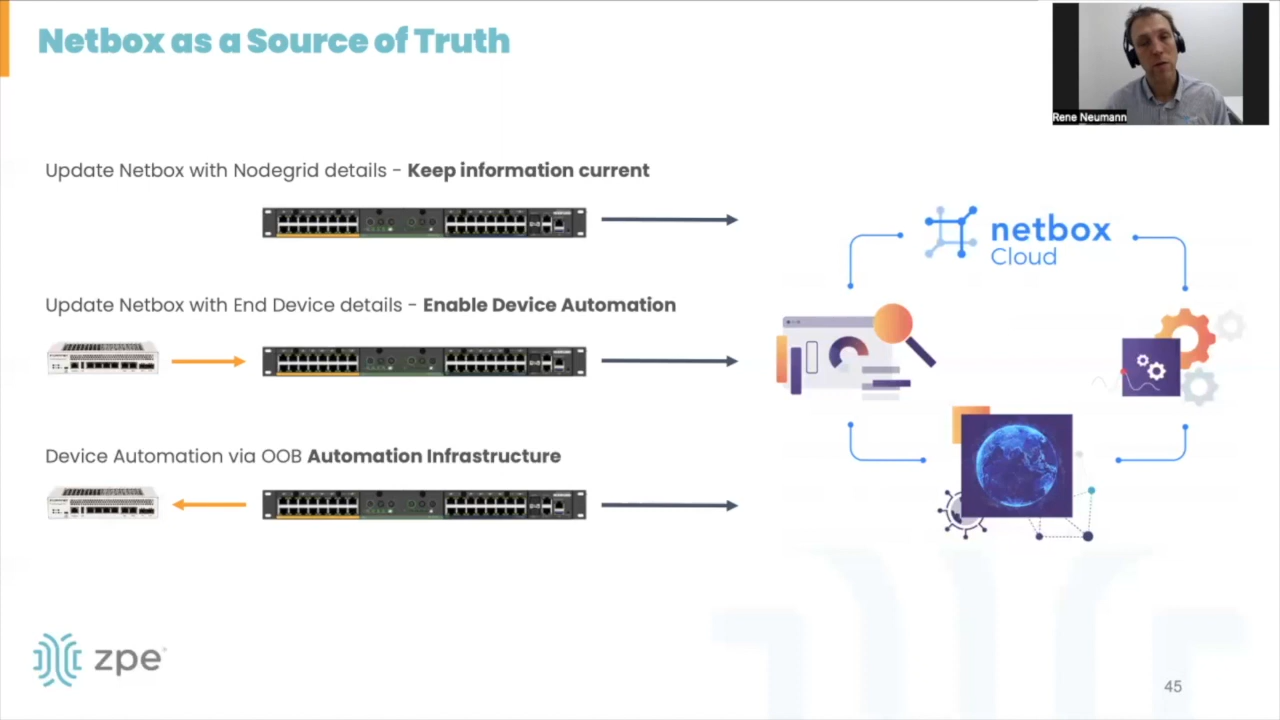 Netbox as a Source of Truth
Rene Neumann
Update Netbox with Nodegrid details - Keep information current
netbox
Cloud
Update Netbox with End Device details - Enable Device Automation
Device Automation via OOB Automation Infrastructure
zpe
45